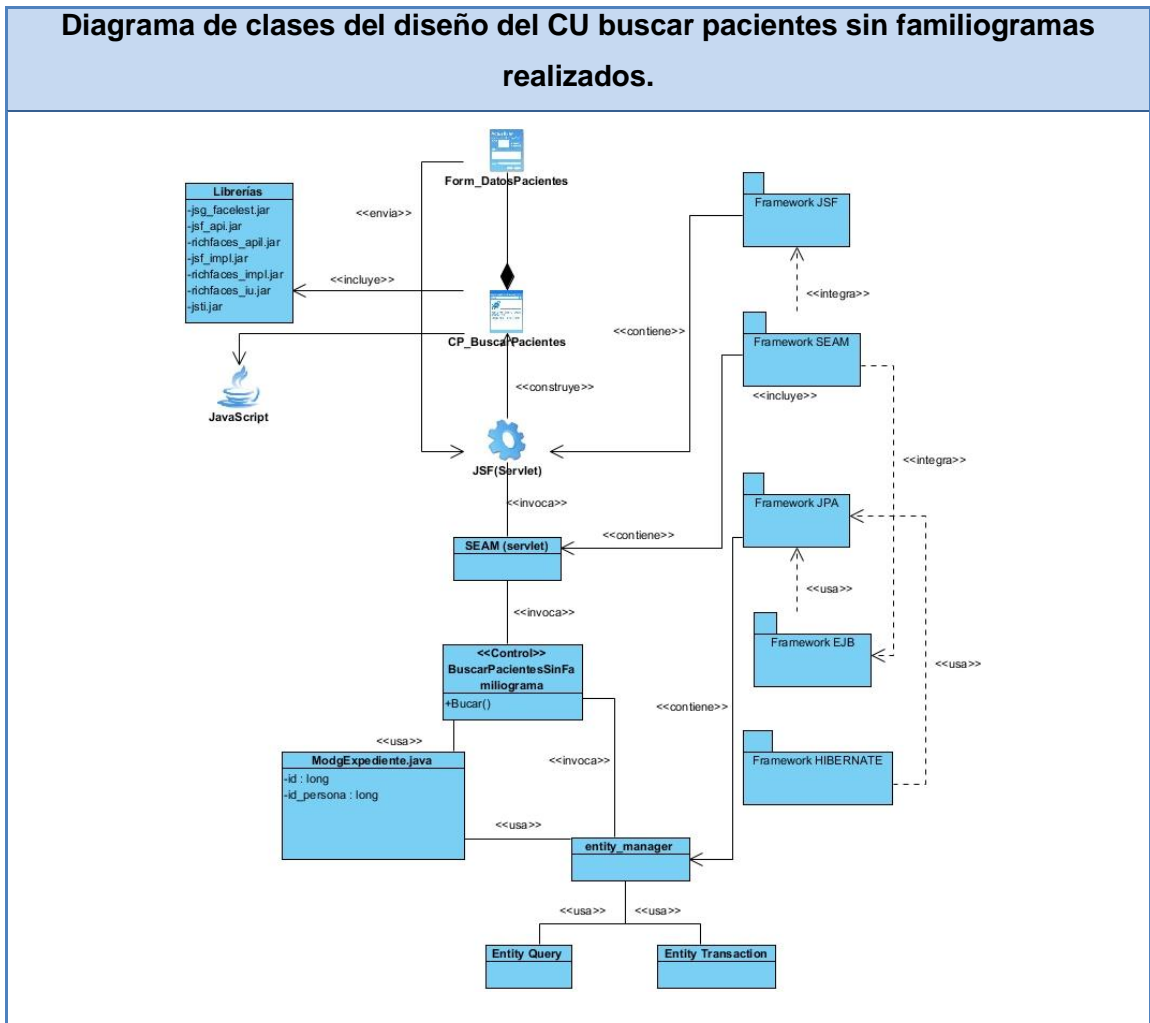 Diagrama de clases del diseño del CU buscar pacientes sin familiogramas
realizados.
Form_DatosPacientes
Librerías
-jsg_facelest.jar
-jsf_api.jar
-richfaces_apil.jar
-jsf_impl.jar
-richfaces_impl.jar
-richfaces_iu.jar
-jsti.jar
<<envia>>
Framework JSF
<<incluye>>
<<integra>>
CP_BuscarPacientes
<<contiene>>
Framework SEAM
JavaScript
<<construye>>
<<incluye>>
JSF(Servlet)
<<integra>>
<<invoca>>
Framework JPA
SEAM (servlet)
<<contiene>>
<<usa>>
<<invoca>>
Framework EJB
<<Control>>
BuscarPacientesSinFa
miliograma
+Bucar()
<<usa>>
<<contiene>>
<<usa>>
ModgExpediente.java
-id : long
-id_persona : long
<<invoca>>
Framework HIBERNATE
<<usa>>
entity_manager
<<usa>>
<<usa>>
Entity Query
Entity Transaction